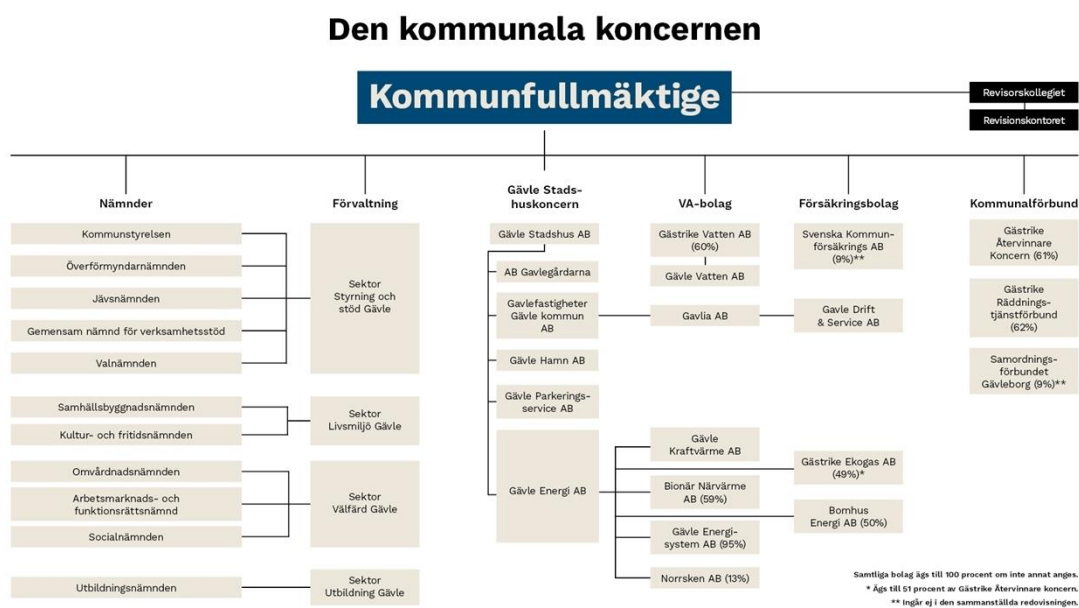 Den kommunala koncernen
Kommunfullmäktige
Revisorskollegiet
Revisionskontoret
Nämnder
Kommunstyrelsen
Överförmyndarnämnden
Jävsnämnden
Gemensam nämnd för verksamhetsstöd
Valnämnden
Samhällsbyggnadsnämnden
Kultur- och fritidsnämnden
Omvårdnadsnämnden
Arbetsmarknads- och
funktionsrättsnämnd
Socialnämnden
Utbildningsnämnden
Förvaltning
Sektor
Styrning och
stöd Gävle
Sektor
Livsmiljö Gävle
Sektor
Välfärd Gävle
Sektor
Utbildning Gävle
Gävle Stads-
huskoncern
Gävle Stadshus AB
AB Gavlegårdarna
Gavlefastigheter
Gävle kommun
AB
Gävle Hamn AB
Gävle Parkerings-
service AB
Gävle Energi AB
VA-bolag
Gästrike Vatten AB
(60%)
Gävle Vatten AB
Gavlia AB
Gävle
Kraftvärme AB
Bionär Närvärme
AB (59%)
Gävle Energi-
system AB (95%)
Norrsken AB (13%)
Försäkringsbolag
Svenska Kommun-
försäkrings AB
(9%)**
Gavle Drift
& Service AB
Gästrike Ekogas AB
(49%)*
Bomhus
Energi AB (50%)
Kommunalförbund
Gästrike
Återvinnare
Koncern (61%)
Gästrike
Räddnings-
tjänstförbund
(62%)
Samordnings-
förbundet
Gävleborg (9%)**
Samtliga bolag ägs till 100 procent om inte annat anges.
* Ägs till 51 procent av Gästrike Återvinnare koncern.
** Ingår ej i den sammanställda redovisningen.